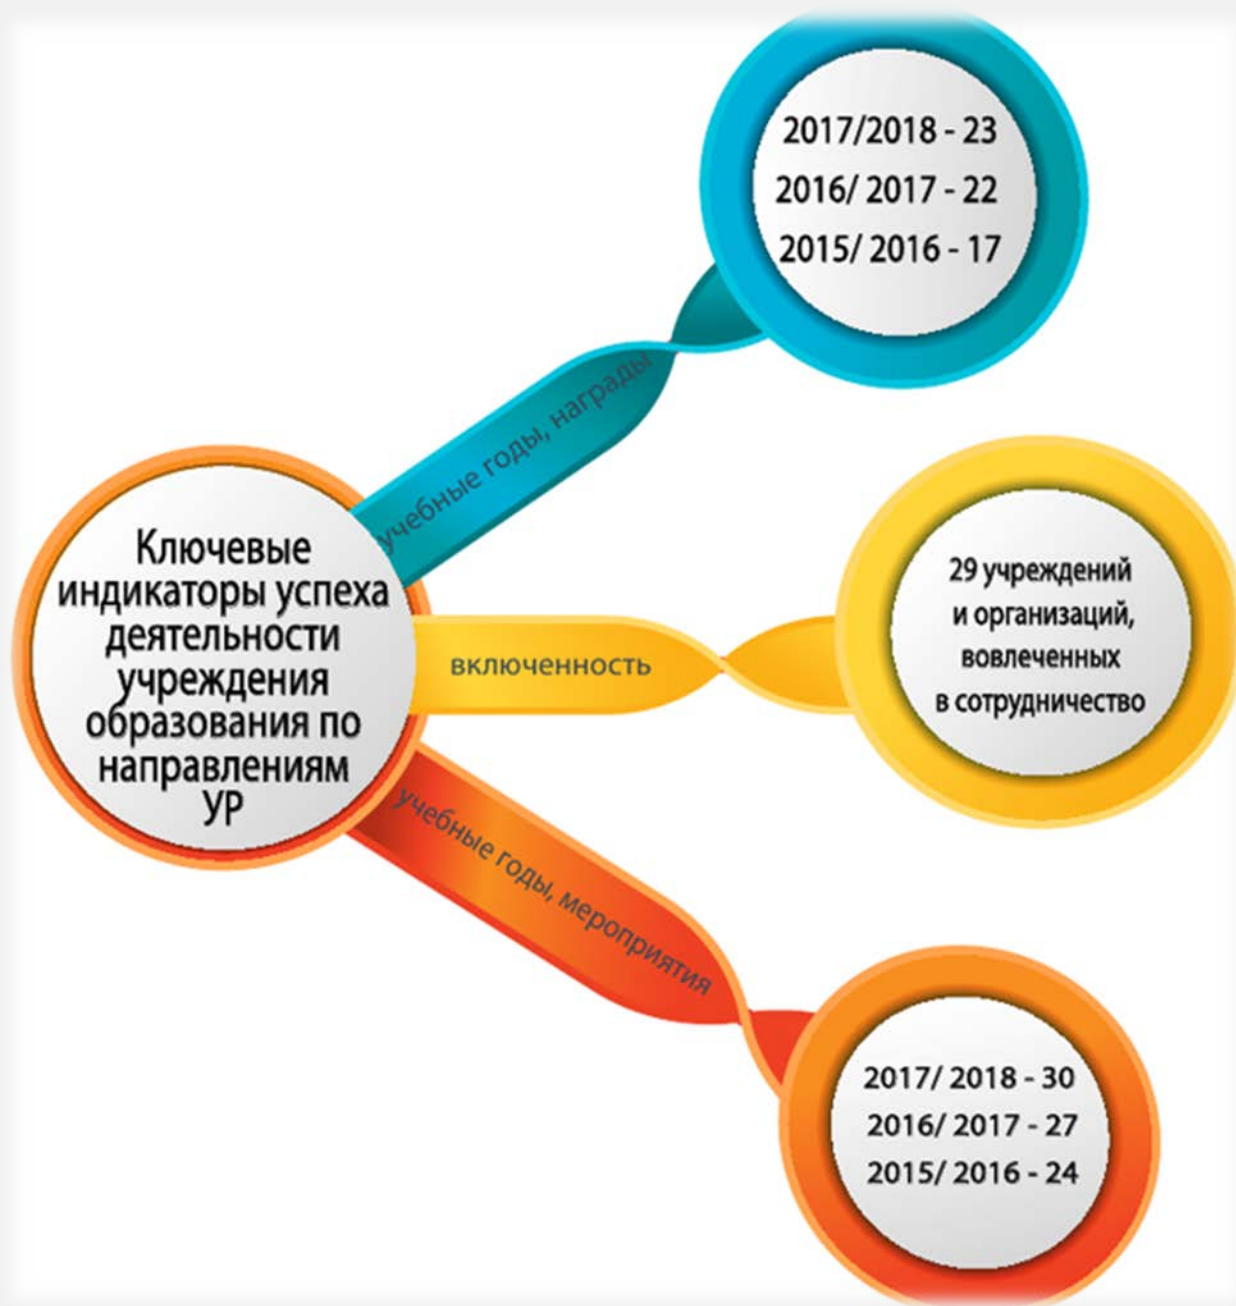 Ключевые
индикаторы успеха
деятельности
учреждения
образования по
направлениям
УР
учебные годы, награды
2017/2018 - 23
2016/ 2017 - 22
2015/ 2016 - 17
включенность
29 учреждений
и организаций,
вовлеченных
в сотрудничество
учебные годы, мероприятия
2017/ 2018 - 30
2016/ 2017 - 27
2015/ 2016 - 24